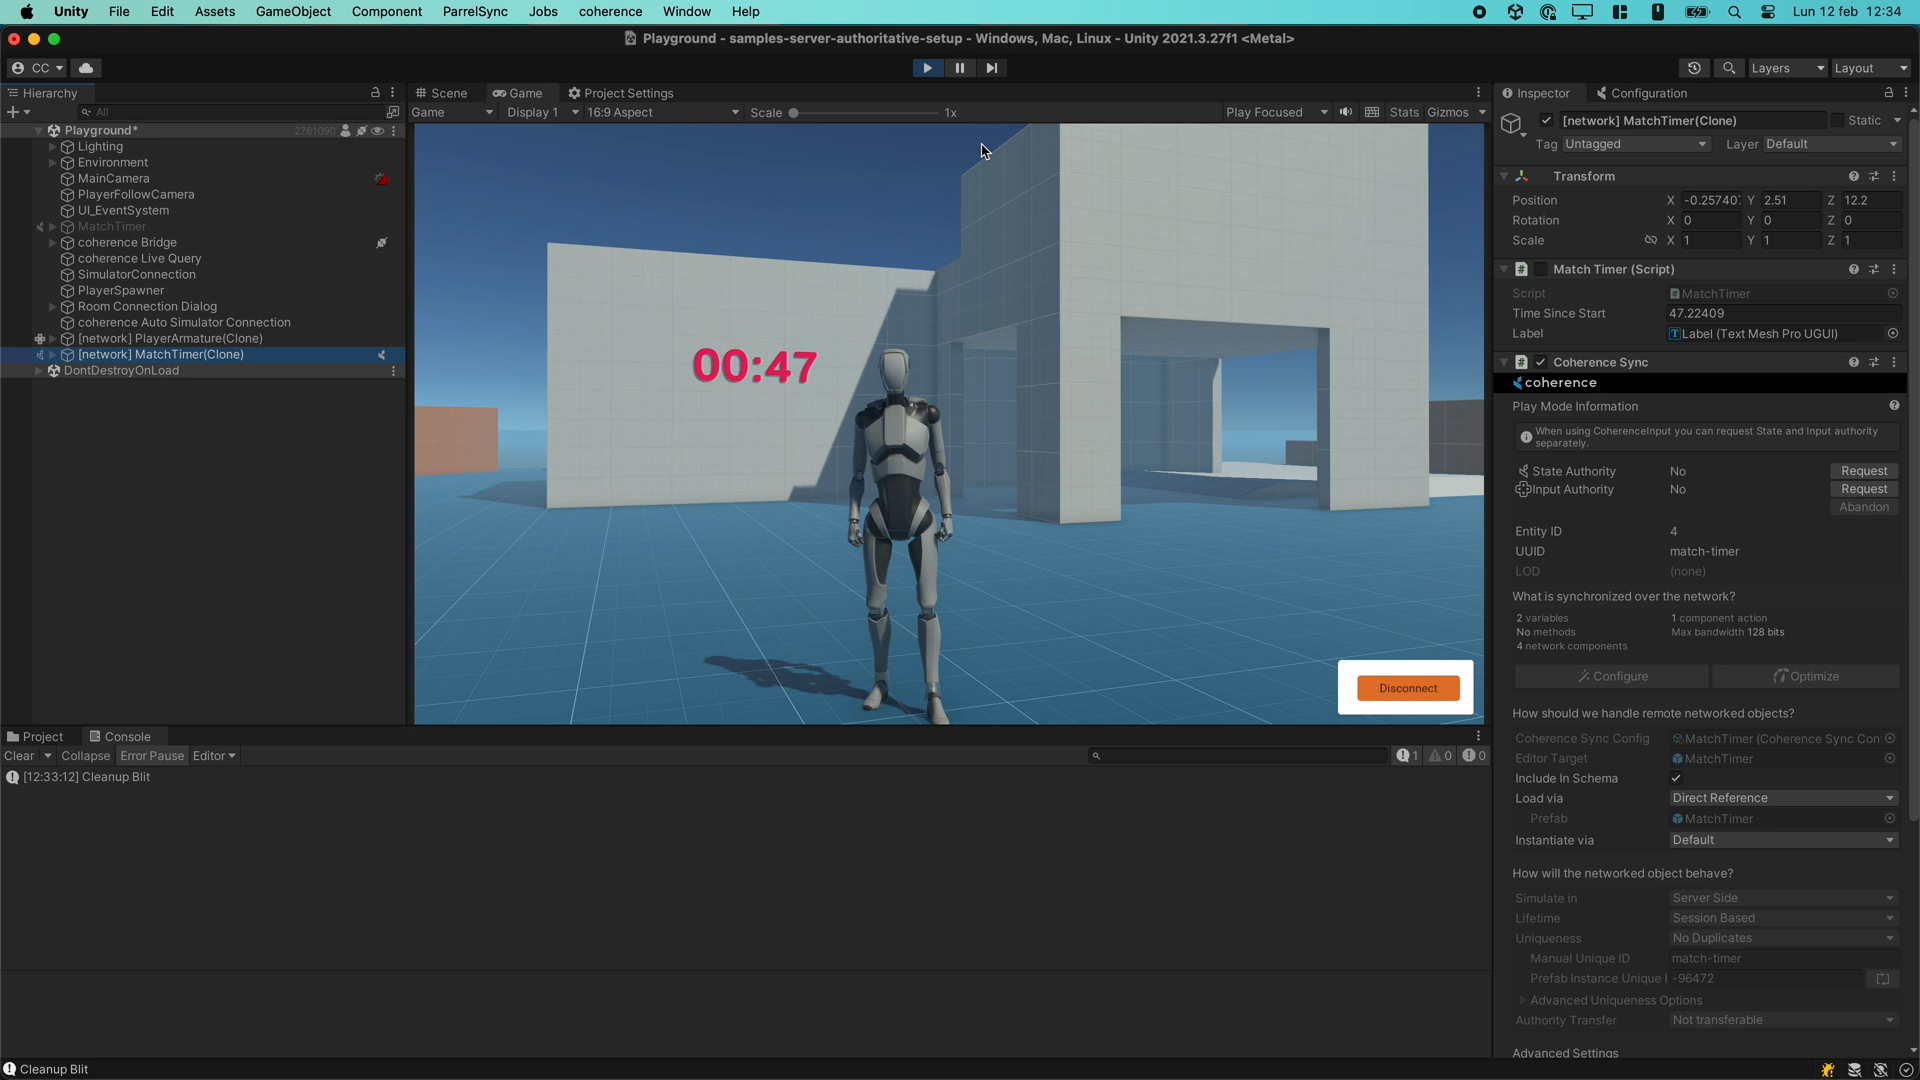 Unity File Edit Assets GameObject Component ParrelSync Jobs coherence Window Help Lun 12 feb 12:34
Playground - samples-server-authoritative-setup - Windows, Mac, Linux - Unity 2021.3.27f1 <Metal>
CC Layers Layout
Hierarchy
All
Playground* 2761090
Lighting
Environment
MainCamera
PlayerFollowCamera
UI_EventSystem
MatchTimer
coherence Bridge
coherence Live Query
SimulatorConnection
PlayerSpawner
Room Connection Dialog
coherence Auto Simulator Connection
[network] PlayerArmature(Clone)
[network] MatchTimer(Clone)
DontDestroyOnLoad
Scene Game Project Settings
Game Display 1 16:9 Aspect Scale 1x Play Focused Stats Gizmos
00:47
Disconnect
Project Console
Clear Collapse Error Pause Editor 1 0 0
[12:33:12] Cleanup Blit
Cleanup Blit
Inspector Configuration
[network] MatchTimer(Clone) Static
Tag Untagged Layer Default
Transform
Position X -0.257407 Y 2.51 Z 12.2
Rotation X 0 Y 0 Z 0
Scale X 1 Y 1 Z 1
Match Timer (Script)
Script MatchTimer
Time Since Start 47.22409
Label Label (Text Mesh Pro UGUI)
Coherence Sync
coherence
Play Mode Information
When using CoherenceInput you can request State and Input authority
separately.
State Authority No Request
Input Authority No Request
Abandon
Entity ID 4
UUID match-timer
LOD (none)
What is synchronized over the network?
2 variables 1 component action
No methods Max bandwidth 128 bits
4 network components
Configure Optimize
How should we handle remote networked objects?
Coherence Sync Config MatchTimer (Coherence Sync Con
Editor Target MatchTimer
Include In Schema
Load via Direct Reference
Prefab MatchTimer
Instantiate via Default
How will the networked object behave?
Simulate in Server Side
Lifetime Session Based
Uniqueness No Duplicates
Manual Unique ID match-timer
Prefab Instance Unique I -96472
Advanced Uniqueness Options
Authority Transfer Not transferable
Advanced Settings